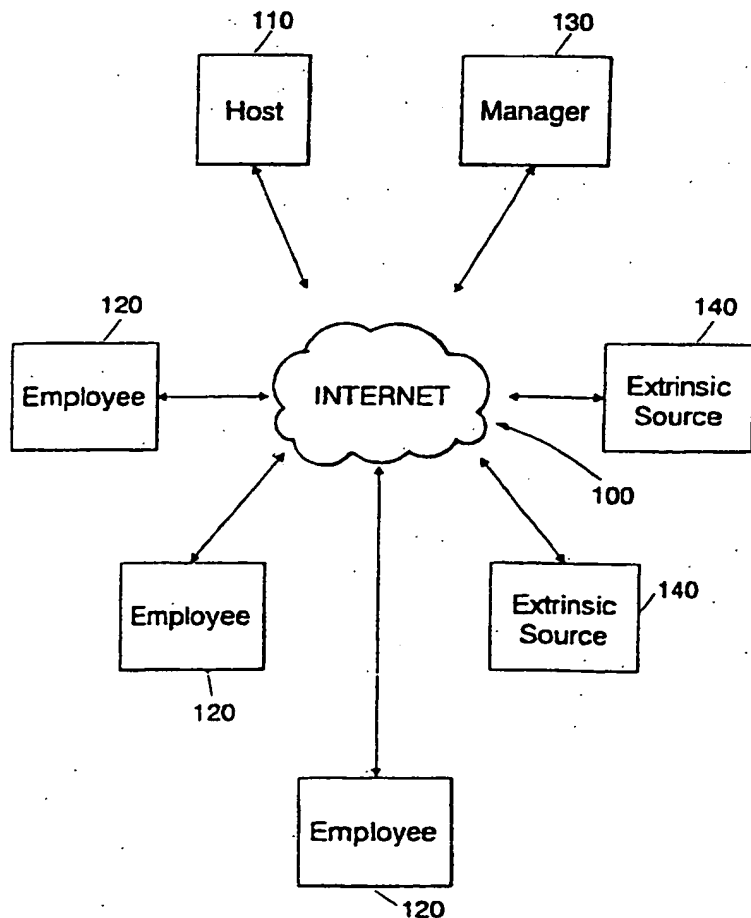 110
130
Host
Manager
120
140
Employee
INTERNET
Extrinsic
Source
100
Employee
Extrinsic
Source
140
120
Employee
120